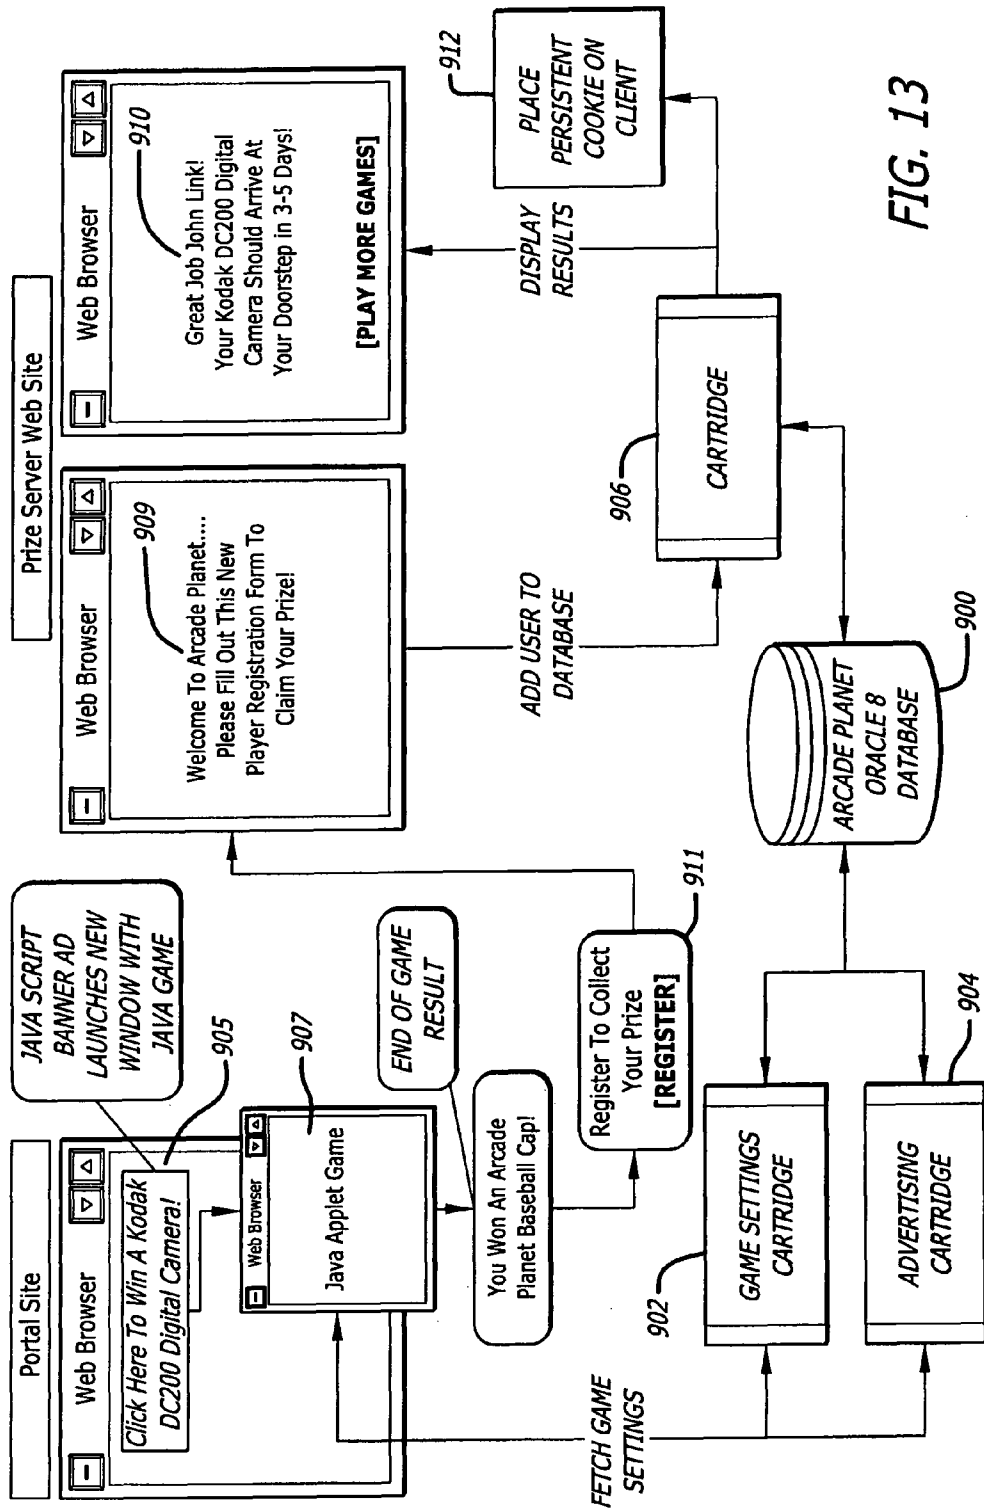 Portal Site
Web Browser
Click Here To Win A Kodak
DC200 Digital Camera!
JAVA SCRIPT
BANNER AD
LAUNCHES NEW
WINDOW WITH
JAVA GAME
905
Web Browser
Java Applet Game
907
END OF GAME
RESULT
You Won An Arcade
Planet Baseball Cap!
Register To Collect
Your Prize
[REGISTER]
911
FETCH GAME
SETTINGS
GAME SETTINGS
CARTRIDGE
902
ADVERTISING
CARTRIDGE
904
Prize Server Web Site
Web Browser
909
Welcome To Arcade Planet....
Please Fill Out This New
Player Registration Form To
Claim Your Prize!
Web Browser
910
Great Job John Link!
Your Kodak DC200 Digital
Camera Should Arrive At
Your Doorstep in 3-5 Days!
[PLAY MORE GAMES]
ADD USER TO
DATABASE
DISPLAY
RESULTS
906
CARTRIDGE
912
PLACE
PERSISTENT
COOKIE ON
CLIENT
ARCADE PLANET
ORACLE 8
DATABASE
900
FIG. 13